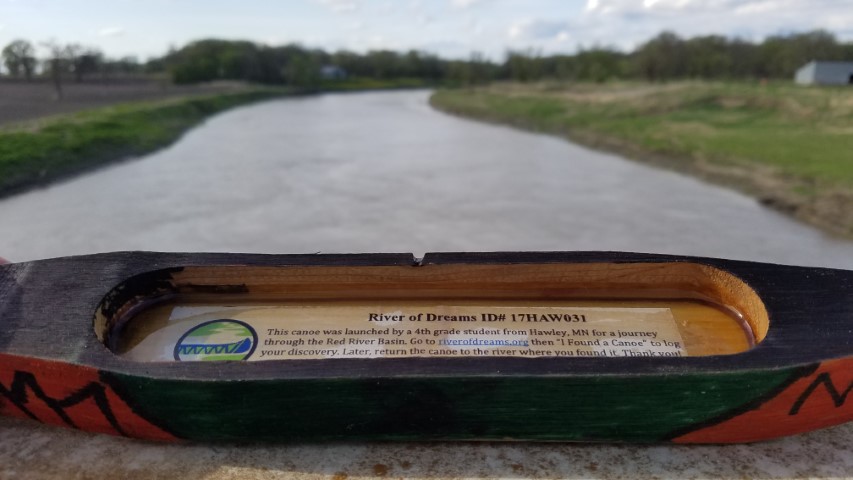 River of Dreams ID# 17HAW031
This canoe was launched by a 4th grade student from Hawley, MN for a journey
through the Red River Basin. Go to riverofdreams.org then "I Found a Canoe" to log
your discovery. Later, return the canoe to the river where you found it. Thank you!